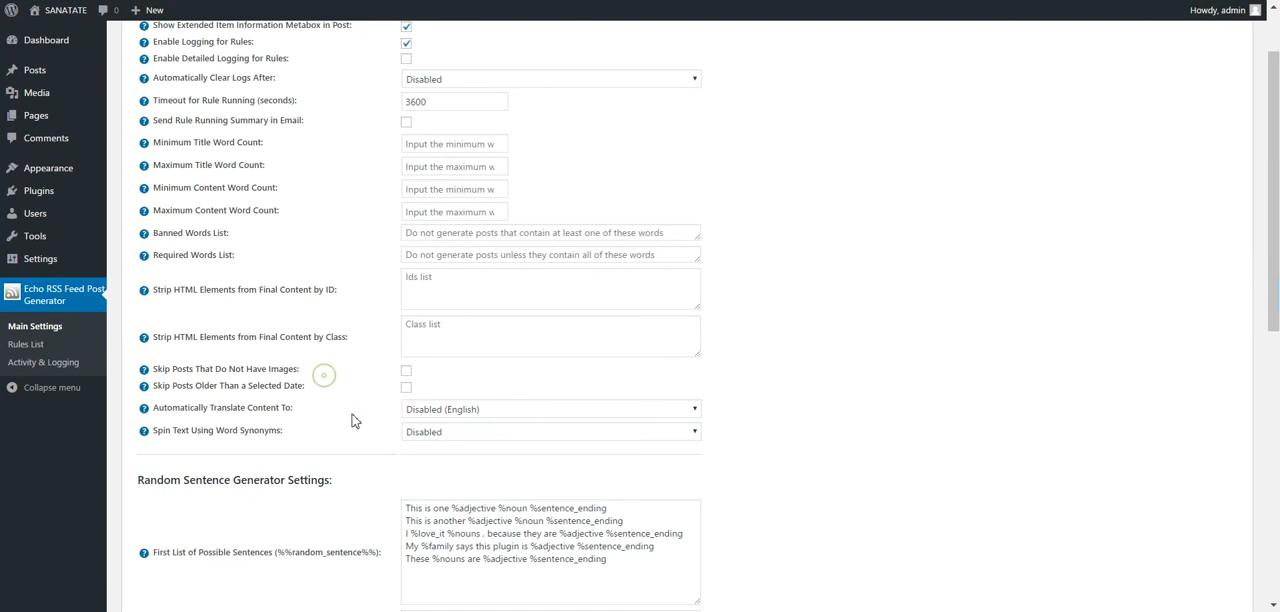 SANATATE 0 New Howdy, admin
Dashboard
Posts
Media
Pages
Comments
Appearance
Plugins
Users
Tools
Settings
Echo RSS Feed Post
Generator
Main Settings
Rules List
Activity & Logging
Collapse menu
Show Extended Item Information Metabox in Post:
Enable Logging for Rules:
Enable Detailed Logging for Rules:
Automatically Clear Logs After: Disabled
Timeout for Rule Running (seconds): 3600
Send Rule Running Summary in Email:
Minimum Title Word Count: Input the minimum w
Maximum Title Word Count: Input the maximum w
Minimum Content Word Count: Input the minimum w
Maximum Content Word Count: Input the maximum w
Banned Words List: Do not generate posts that contain at least one of these words
Required Words List: Do not generate posts unless they contain all of these words
Strip HTML Elements from Final Content by ID: Ids list
Strip HTML Elements from Final Content by Class: Class list
Skip Posts That Do Not Have Images:
Skip Posts Older Than a Selected Date:
Automatically Translate Content To: Disabled (English)
Spin Text Using Word Synonyms: Disabled
Random Sentence Generator Settings:
First List of Possible Sentences (%%random_sentence%%):
This is one %adjective %noun %sentence_ending
This is another %adjective %noun %sentence_ending
I %love_it %nouns , because they are %adjective %sentence_ending
My %family says this plugin is %adjective %sentence_ending
These %nouns are %adjective %sentence_ending